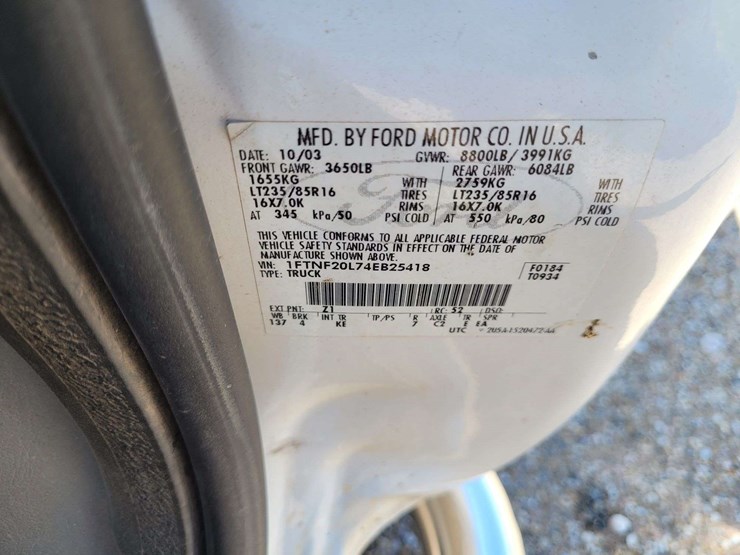 MFD. BY FORD MOTOR CO. IN U.S.A.
DATE: 10/03 GVWR: 8800LB/ 3991KG
FRONT GAWR: 3650LB REAR GAWR: 6084LB
1655KG WITH 2759KG WITH
LT235/85R16 TIRES LT235/85R16 TIRES
16X7.0K RIMS 16X7.0K RIMS
AT 345 kPa/50 PSI COLD AT 550 kPa/80 PSI COLD
THIS VEHICLE CONFORMS TO ALL APPLICABLE FEDERAL MOTOR
VEHICLE SAFETY STANDARDS IN EFFECT ON THE DATE OF
MANUFACTURE SHOWN ABOVE.
VIN: 1FTNF20L74EB25418 F0184
TYPE: TRUCK T0934
EXT PNT: Z1 RC: 52 DSO:
WB BRK INT TR TP/PS R AXLE TR SPR
137 4 KE 7 C2 E EA
UTC